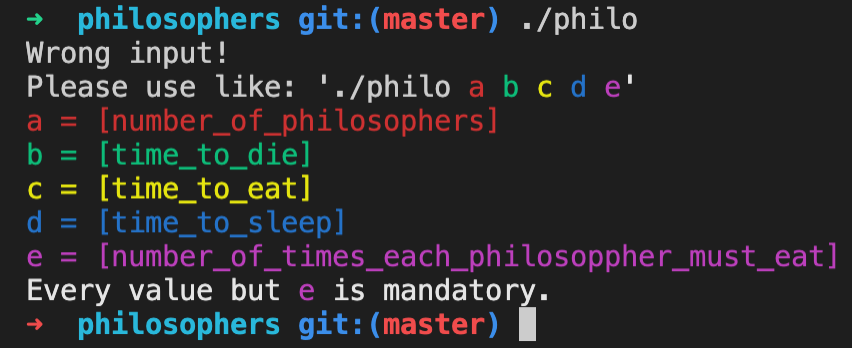 ➜  philosophers git:(master) ./philo
Wrong input!
Please use like: './philo a b c d e'
a = [number_of_philosophers]
b = [time_to_die]
c = [time_to_eat]
d = [time_to_sleep]
e = [number_of_times_each_philosoppher_must_eat]
Every value but e is mandatory.
➜  philosophers git:(master)